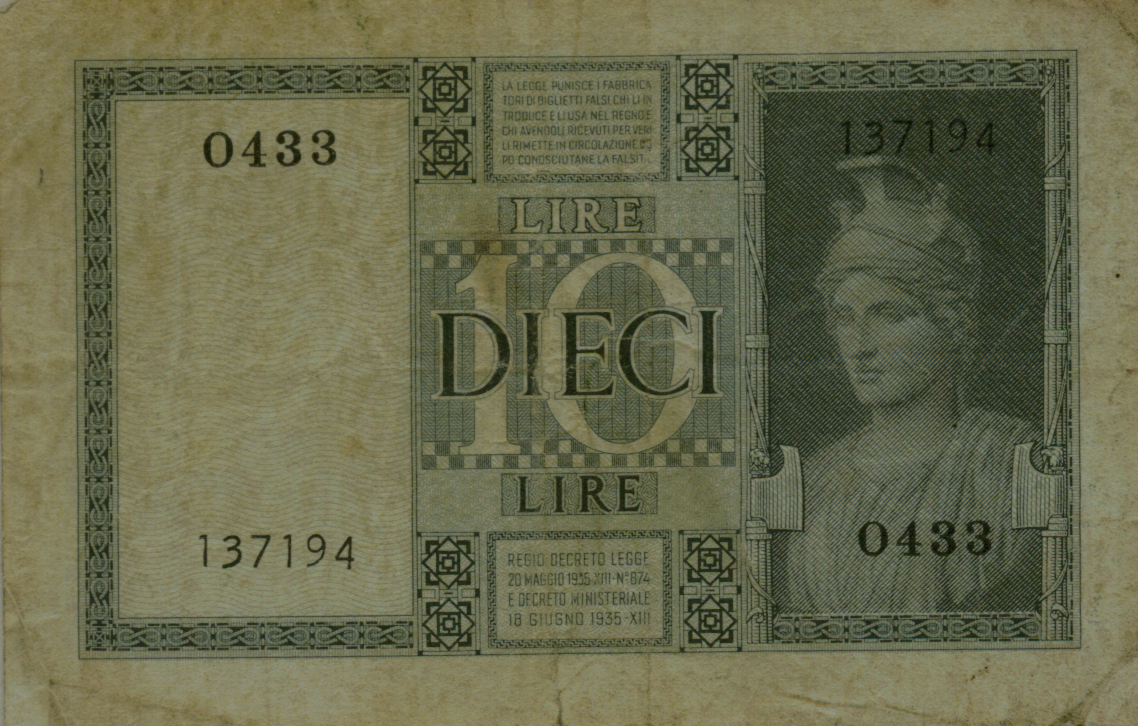 0433
137194
LA LEGGE PUNISCE I FABBRICA
TORI DI BIGLIETTI FALSI CHI LI IN
TRODUCE E LI USA NEL REGNO E
CHI AVENDOLI RICEVUTI PER VERI
LI RIMETTE IN CIRCOLAZIONE DO
PO CONOSCIUTANE LA FALSITÀ
LIRE
10
DIECI
LIRE
REGIO DECRETO LEGGE
20 MAGGIO 1935-XIII-N°874
E DECRETO MINISTERIALE
18 GIUGNO 1935-XIII
137194
0433